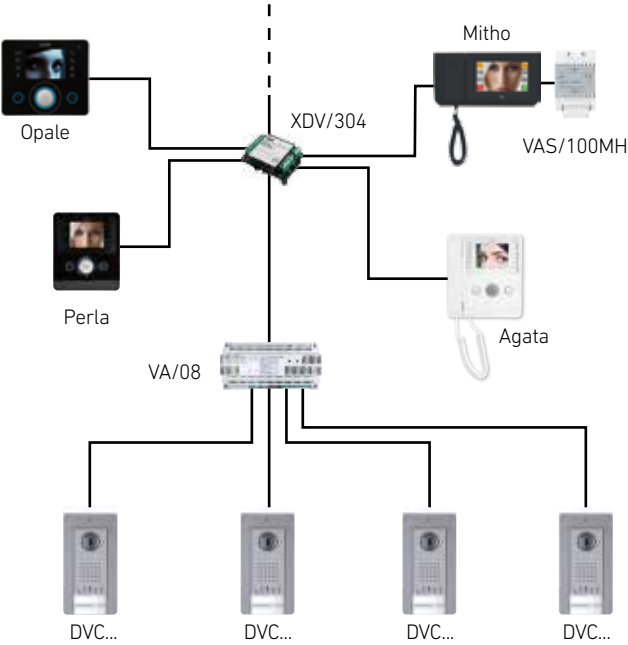 Mitho
XDV/304
Opale
VAS/100MH
Perla
Agata
VA/08
DVC...
DVC...
DVC...
DVC...